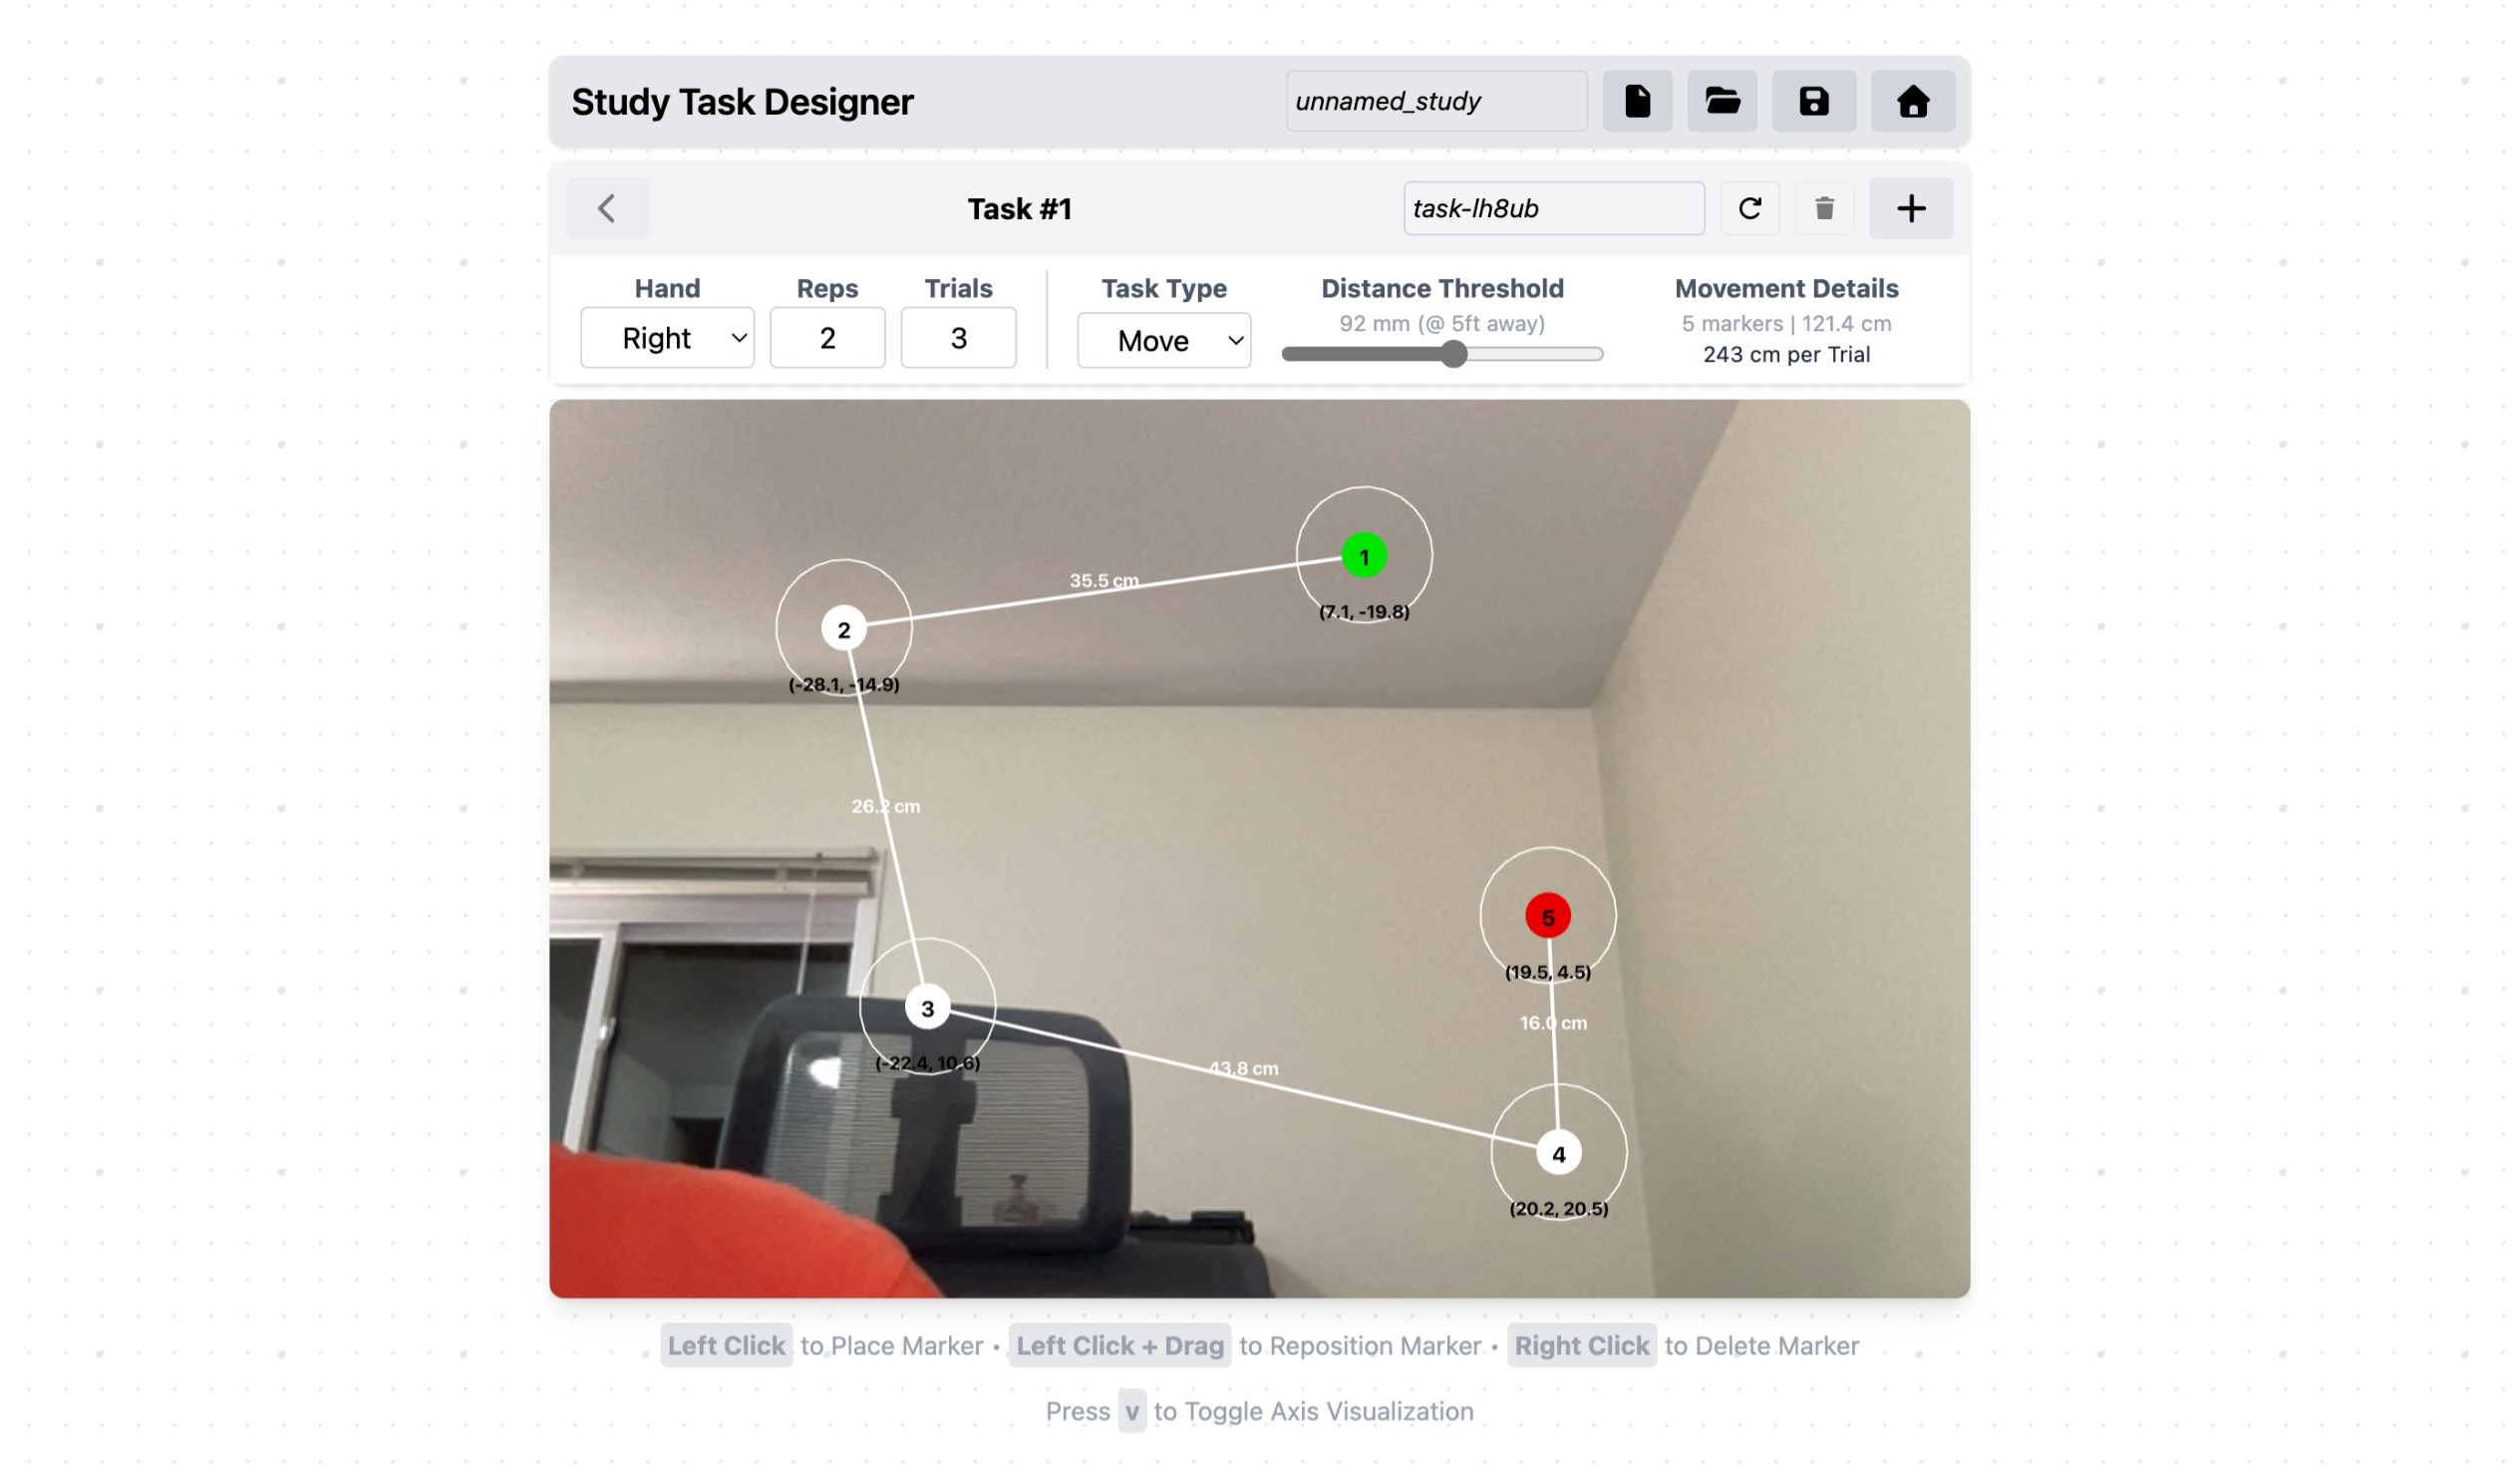 Study Task Designer
unnamed_study
Task #1
task-lh8ub
Hand
Reps
Trials
Task Type
Distance Threshold
Movement Details
Right
2
3
Move
92 mm (@ 5ft away)
5 markers | 121.4 cm
243 cm per Trial
1
35.5 cm
(7.1, -19.8)
2
(-28.1, -14.9)
26.2 cm
5
(19.5, 4.5)
3
16.0 cm
(-22.4, 10.6)
43.8 cm
4
(20.2, 20.5)
Left Click to Place Marker • Left Click + Drag to Reposition Marker • Right Click to Delete Marker
Press v to Toggle Axis Visualization